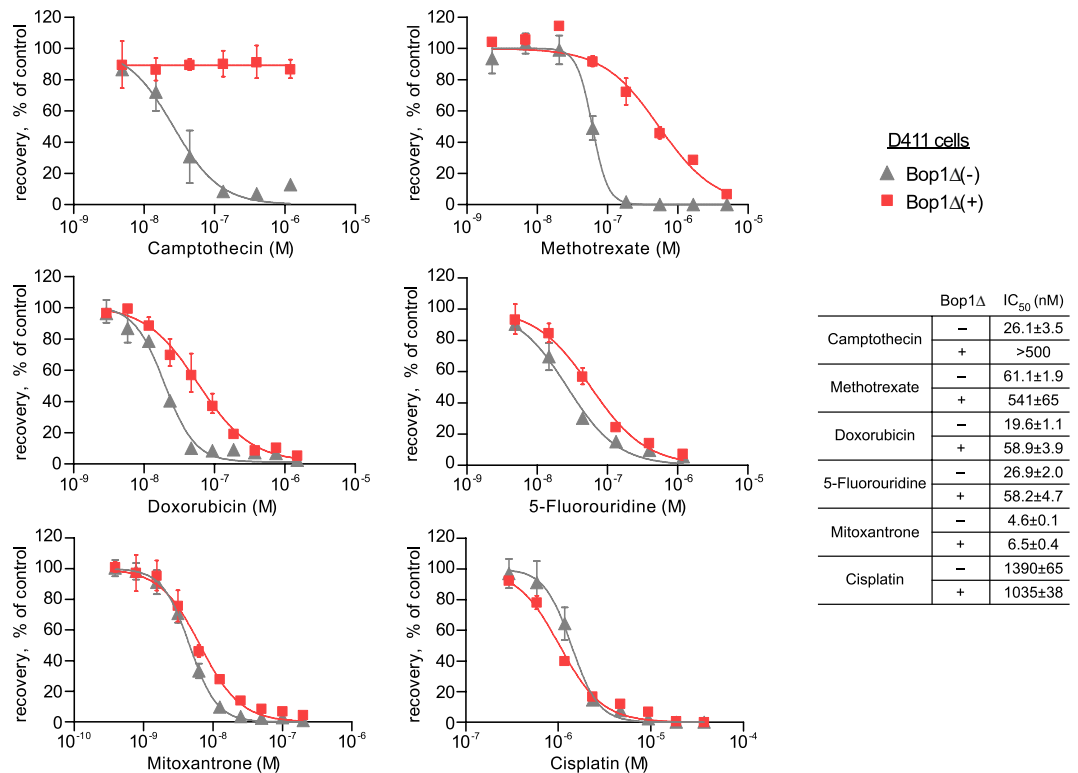 recovery, % of control
120
100
80
60
40
20
0
10⁻⁹ 10⁻⁸ 10⁻⁷ 10⁻⁶ 10⁻⁵
Camptothecin (M)
recovery, % of control
120
100
80
60
40
20
0
10⁻⁹ 10⁻⁸ 10⁻⁷ 10⁻⁶ 10⁻⁵
Methotrexate (M)
D411 cells
Bop1Δ(-)
Bop1Δ(+)
recovery, % of control
120
100
80
60
40
20
0
10⁻⁹ 10⁻⁸ 10⁻⁷ 10⁻⁶ 10⁻⁵
Doxorubicin (M)
recovery, % of control
120
100
80
60
40
20
0
10⁻⁹ 10⁻⁸ 10⁻⁷ 10⁻⁶ 10⁻⁵
5-Fluorouridine (M)
Bop1Δ IC₅₀ (nM)
Camptothecin
– 26.1±3.5
+ >500
Methotrexate
– 61.1±1.9
+ 541±65
Doxorubicin
– 19.6±1.1
+ 58.9±3.9
5-Fluorouridine
– 26.9±2.0
+ 58.2±4.7
Mitoxantrone
– 4.6±0.1
+ 6.5±0.4
Cisplatin
– 1390±65
+ 1035±38
recovery, % of control
120
100
80
60
40
20
0
10⁻¹⁰ 10⁻⁹ 10⁻⁸ 10⁻⁷ 10⁻⁶
Mitoxantrone (M)
recovery, % of control
120
100
80
60
40
20
0
10⁻⁷ 10⁻⁶ 10⁻⁵ 10⁻⁴
Cisplatin (M)